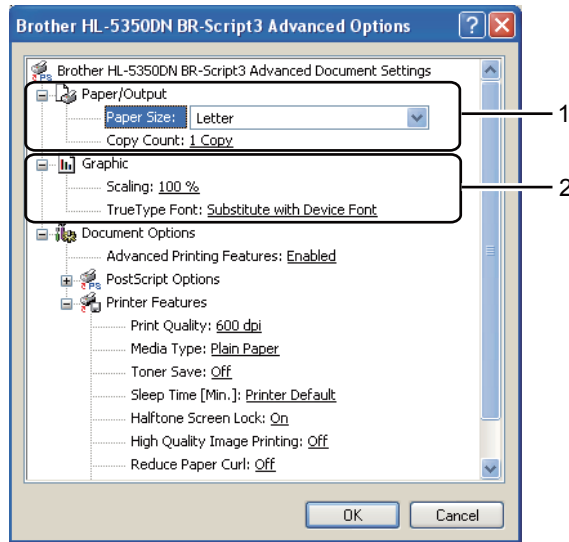 Brother HL-5350DN BR-Script3 Advanced Options
Brother HL-5350DN BR-Script3 Advanced Document Settings
Paper/Output
Paper Size: Letter
1
Copy Count: 1 Copy
Graphic
Scaling: 100 %
2
TrueType Font: Substitute with Device Font
Document Options
Advanced Printing Features: Enabled
PostScript Options
Printer Features
Print Quality: 600 dpi
Media Type: Plain Paper
Toner Save: Off
Sleep Time [Min.]: Printer Default
Halftone Screen Lock: On
High Quality Image Printing: Off
Reduce Paper Curl: Off
OK Cancel